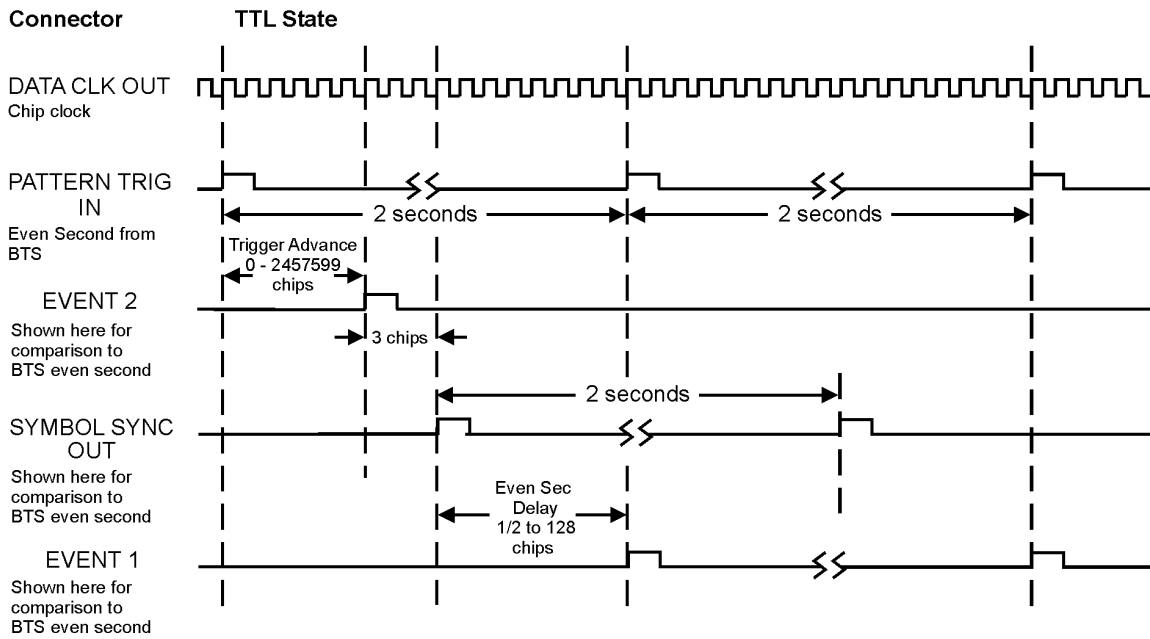 Connector TTL State
DATA CLK OUT
Chip clock
PATTERN TRIG
IN
Even Second from
BTS
2 seconds 2 seconds
Trigger Advance
0 - 2457599
chips
EVENT 2
Shown here for
comparison to
BTS even second
3 chips
2 seconds
SYMBOL SYNC
OUT
Shown here for
comparison to
BTS even second
Even Sec
Delay
1/2 to 128
chips
EVENT 1
Shown here for
comparison to
BTS even second